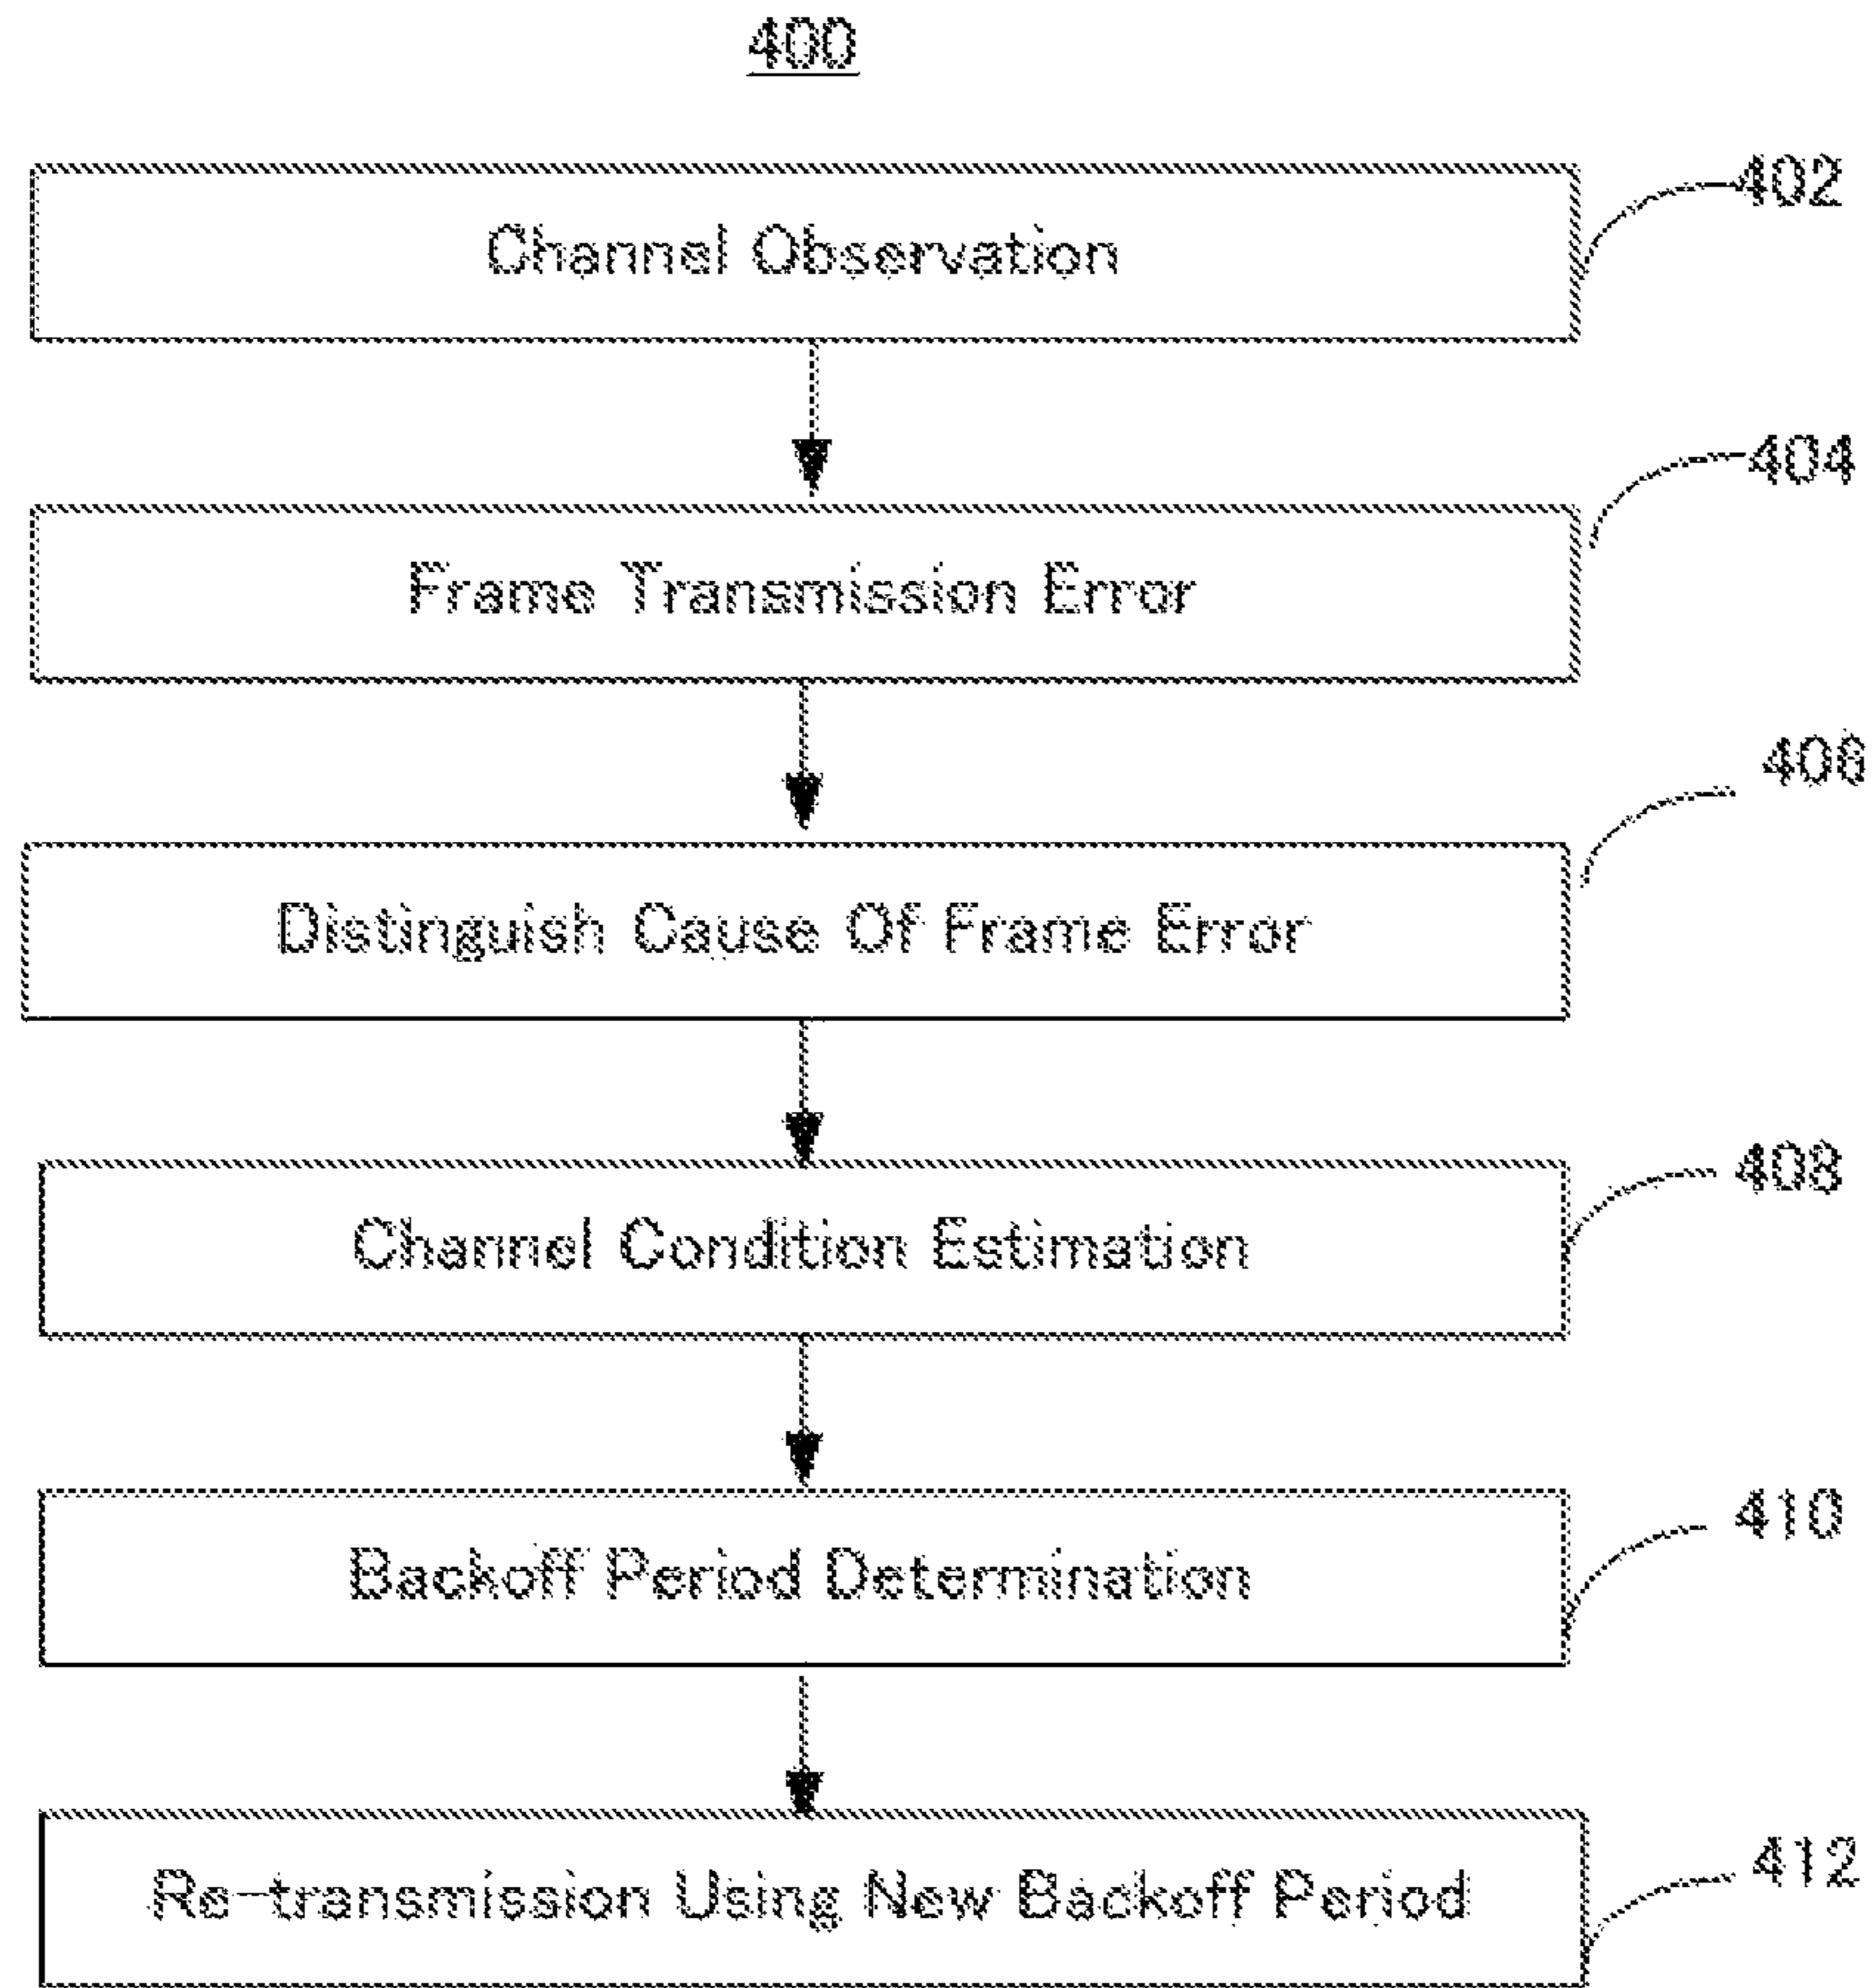 400
Channel Observation
402
Frame Transmission Error
404
Distinguish Cause Of Frame Error
406
Channel Condition Estimation
408
Backoff Period Determination
410
Re-transmission Using New Backoff Period
412